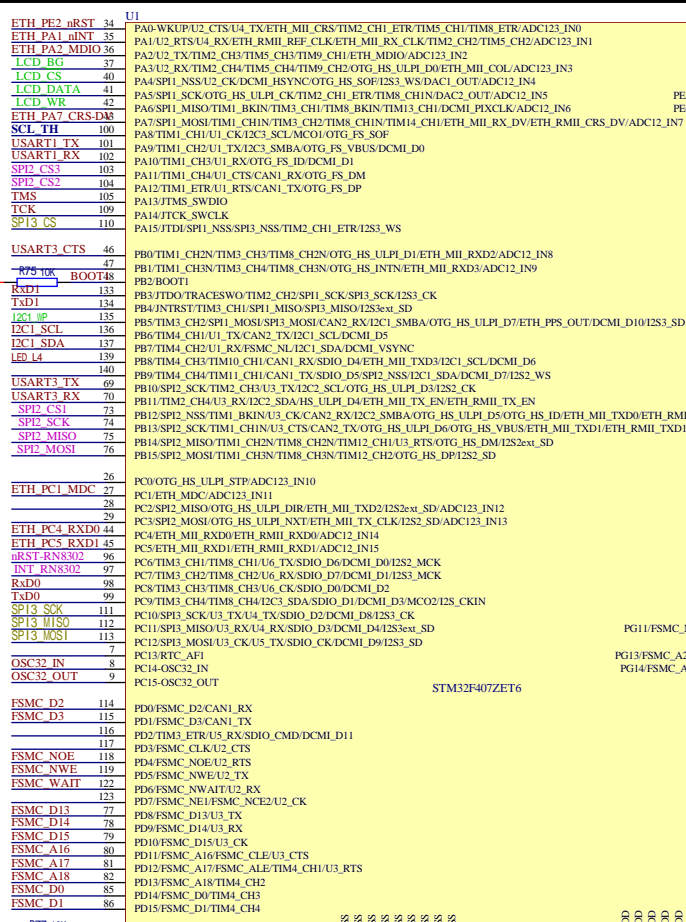 U1
ETH_PE2_nRST 34 PA0-WKUP/U2_CTS/U4_TX/ETH_MII_CRS/TIM2_CH1_ETR/TIM5_CH1/TIM8_ETR/ADC123_IN0
ETH_PA1_nINT 35 PA1/U2_RTS/U4_RX/ETH_RMII_REF_CLK/ETH_MII_RX_CLK/TIM2_CH2/TIM5_CH2/ADC123_IN1
ETH_PA2_MDIO 36 PA2/U2_TX/TIM2_CH3/TIM5_CH3/TIM9_CH1/ETH_MDIO/ADC123_IN2
LCD_BG 37 PA3/U2_RX/TIM2_CH4/TIM5_CH4/TIM9_CH2/OTG_HS_ULPI_D0/ETH_MII_COL/ADC123_IN3
LCD_CS 40 PA4/SPI1_NSS/U2_CK/DCMI_HSYNC/OTG_HS_SOF/I2S3_WS/DAC1_OUT/ADC12_IN4
LCD_DATA 41 PA5/SPI1_SCK/OTG_HS_ULPI_CK/TIM2_CH1_ETR/TIM8_CH1N/DAC2_OUT/ADC12_IN5 PE
LCD_WR 42 PA6/SPI1_MISO/TIM1_BKIN/TIM3_CH1/TIM8_BKIN/TIM13_CH1/DCMI_PIXCLK/ADC12_IN6 PE
ETH_PA7_CRS-DV 43 PA7/SPI1_MOSI/TIM1_CH1N/TIM3_CH2/TIM8_CH1N/TIM14_CH1/ETH_MII_RX_DV/ETH_RMII_CRS_DV/ADC12_IN7
SCL_TH 100 PA8/TIM1_CH1/U1_CK/I2C3_SCL/MCO1/OTG_FS_SOF
USART1_TX 101 PA9/TIM1_CH2/U1_TX/I2C3_SMBA/OTG_FS_VBUS/DCMI_D0
USART1_RX 102 PA10/TIM1_CH3/U1_RX/OTG_FS_ID/DCMI_D1
SPI2_CS3 103 PA11/TIM1_CH4/U1_CTS/CAN1_RX/OTG_FS_DM
SPI2_CS2 104 PA12/TIM1_ETR/U1_RTS/CAN1_TX/OTG_FS_DP
TMS 105 PA13/JTMS_SWDIO
TCK 109 PA14/JTCK_SWCLK
SPI3_CS 110 PA15/JTDI/SPI1_NSS/SPI3_NSS/TIM2_CH1_ETR/I2S3_WS
USART3_CTS 46 PB0/TIM1_CH2N/TIM3_CH3/TIM8_CH2N/OTG_HS_ULPI_D1/ETH_MII_RXD2/ADC12_IN8
47 PB1/TIM1_CH3N/TIM3_CH4/TIM8_CH3N/OTG_HS_INTN/ETH_MII_RXD3/ADC12_IN9
R75 10K BOOT1 48 PB2/BOOT1
RxD1 133 PB3/JTDO/TRACESWO/TIM2_CH2/SPI1_SCK/SPI3_SCK/I2S3_CK
TxD1 134 PB4/JNTRST/TIM3_CH1/SPI1_MISO/SPI3_MISO/I2S3ext_SD
I2C1_WP 135 PB5/TIM3_CH2/SPI1_MOSI/SPI3_MOSI/CAN2_RX/I2C1_SMBA/OTG_HS_ULPI_D7/ETH_PPS_OUT/DCMI_D10/I2S3_SD
I2C1_SCL 136 PB6/TIM4_CH1/U1_TX/CAN2_TX/I2C1_SCL/DCMI_D5
I2C1_SDA 137 PB7/TIM4_CH2/U1_RX/FSMC_NL/I2C1_SDA/DCMI_VSYNC
LED_L4 139 PB8/TIM4_CH3/TIM10_CH1/CAN1_RX/SDIO_D4/ETH_MII_TXD3/I2C1_SCL/DCMI_D6
140 PB9/TIM4_CH4/TIM11_CH1/CAN1_TX/SDIO_D5/SPI2_NSS/I2C1_SDA/DCMI_D7/I2S2_WS
USART3_TX 69 PB10/SPI2_SCK/TIM2_CH3/U3_TX/I2C2_SCL/OTG_HS_ULPI_D3/I2S2_CK
USART3_RX 70 PB11/TIM2_CH4/U3_RX/I2C2_SDA/HS_ULPI_D4/ETH_MII_TX_EN/ETH_RMII_TX_EN
SPI2_CS1 73 PB12/SPI2_NSS/TIM1_BKIN/U3_CK/CAN2_RX/I2C2_SMBA/OTG_HS_ULPI_D5/OTG_HS_ID/ETH_MII_TXD0/ETH_RMI
SPI2_SCK 74 PB13/SPI2_SCK/TIM1_CH1N/U3_CTS/CAN2_TX/OTG_HS_ULPI_D6/OTG_HS_VBUS/ETH_MII_TXD1/ETH_RMII_TXD1
SPI2_MISO 75 PB14/SPI2_MISO/TIM1_CH2N/TIM8_CH2N/TIM12_CH1/U3_RTS/OTG_HS_DM/I2S2ext_SD
SPI2_MOSI 76 PB15/SPI2_MOSI/TIM1_CH3N/TIM8_CH3N/TIM12_CH2/OTG_HS_DP/I2S2_SD
26 PC0/OTG_HS_ULPI_STP/ADC123_IN10
ETH_PC1_MDC 27 PC1/ETH_MDC/ADC123_IN11
28 PC2/SPI2_MISO/OTG_HS_ULPI_DIR/ETH_MII_TXD2/I2S2ext_SD/ADC123_IN12
29 PC3/SPI2_MOSI/OTG_HS_ULPI_NXT/ETH_MII_TX_CLK/I2S2_SD/ADC123_IN13
ETH_PC4_RXD0 44 PC4/ETH_MII_RXD0/ETH_RMII_RXD0/ADC12_IN14
ETH_PC5_RXD1 45 PC5/ETH_MII_RXD1/ETH_RMII_RXD1/ADC12_IN15
nRST-RN8302 96 PC6/TIM3_CH1/TIM8_CH1/U6_TX/SDIO_D6/DCMI_D0/I2S2_MCK
INT_RN8302 97 PC7/TIM3_CH2/TIM8_CH2/U6_RX/SDIO_D7/DCMI_D1/I2S3_MCK
RxD0 98 PC8/TIM3_CH3/TIM8_CH3/U6_CK/SDIO_D0/DCMI_D2
TxD0 99 PC9/TIM3_CH4/TIM8_CH4/I2C3_SDA/SDIO_D1/DCMI_D3/MCO2/I2S_CKIN
SPI3_SCK 111 PC10/SPI3_SCK/U3_TX/U4_TX/SDIO_D2/DCMI_D8/I2S3_CK
SPI3_MISO 112 PC11/SPI3_MISO/U3_RX/U4_RX/SDIO_D3/DCMI_D4/I2S3ext_SD PG11/FSMC_
SPI3_MOSI 113 PC12/SPI3_MOSI/U3_CK/U5_TX/SDIO_CK/DCMI_D9/I2S3_SD
7 PC13/RTC_AF1 PG13/FSMC_A2
OSC32_IN 8 PC14-OSC32_IN PG14/FSMC_A
OSC32_OUT 9 PC15-OSC32_OUT
STM32F407ZET6
FSMC_D2 114 PD0/FSMC_D2/CAN1_RX
FSMC_D3 115 PD1/FSMC_D3/CAN1_TX
116 PD2/TIM3_ETR/U5_RX/SDIO_CMD/DCMI_D11
117 PD3/FSMC_CLK/U2_CTS
FSMC_NOE 118 PD4/FSMC_NOE/U2_RTS
FSMC_NWE 119 PD5/FSMC_NWE/U2_TX
FSMC_WAIT 122 PD6/FSMC_NWAIT/U2_RX
123 PD7/FSMC_NE1/FSMC_NCE2/U2_CK
FSMC_D13 77 PD8/FSMC_D13/U3_TX
FSMC_D14 78 PD9/FSMC_D14/U3_RX
FSMC_D15 79 PD10/FSMC_D15/U3_CK
FSMC_A16 80 PD11/FSMC_A16/FSMC_CLE/U3_CTS
FSMC_A17 81 PD12/FSMC_A17/FSMC_ALE/TIM4_CH1/U3_RTS
FSMC_A18 82 PD13/FSMC_A18/TIM4_CH2
FSMC_D0 85 PD14/FSMC_D0/TIM4_CH3
FSMC_D1 86 PD15/FSMC_D1/TIM4_CH4